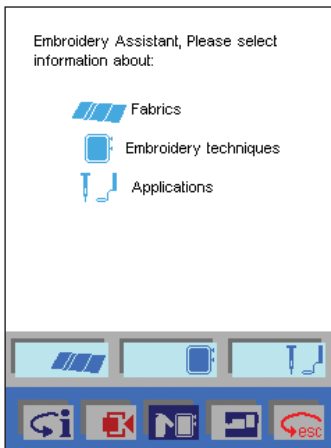 Embroidery Assistant, Please select
information about:
Fabrics
Embroidery techniques
Applications
i
esc